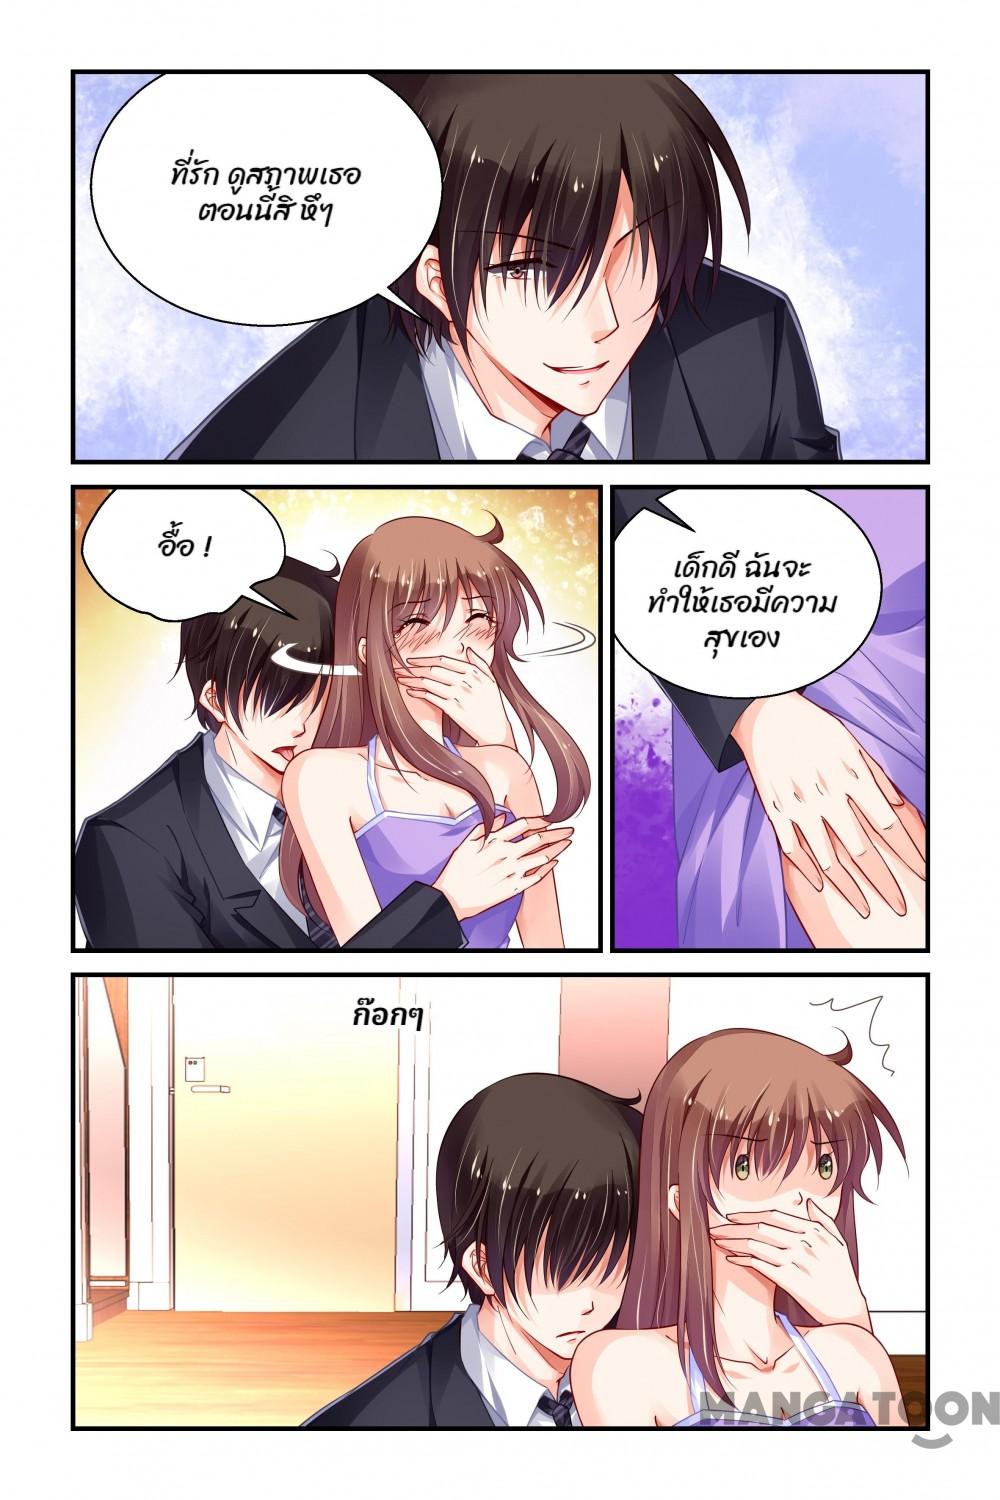 ที่รัก ดูสภาพเธอ
ตอนนี้สิ หึๆ
อื้อ !
เด็กดี ฉันจะ
ทำให้เธอมีความ
สุขเอง
ก๊อกๆ
MANGATOON